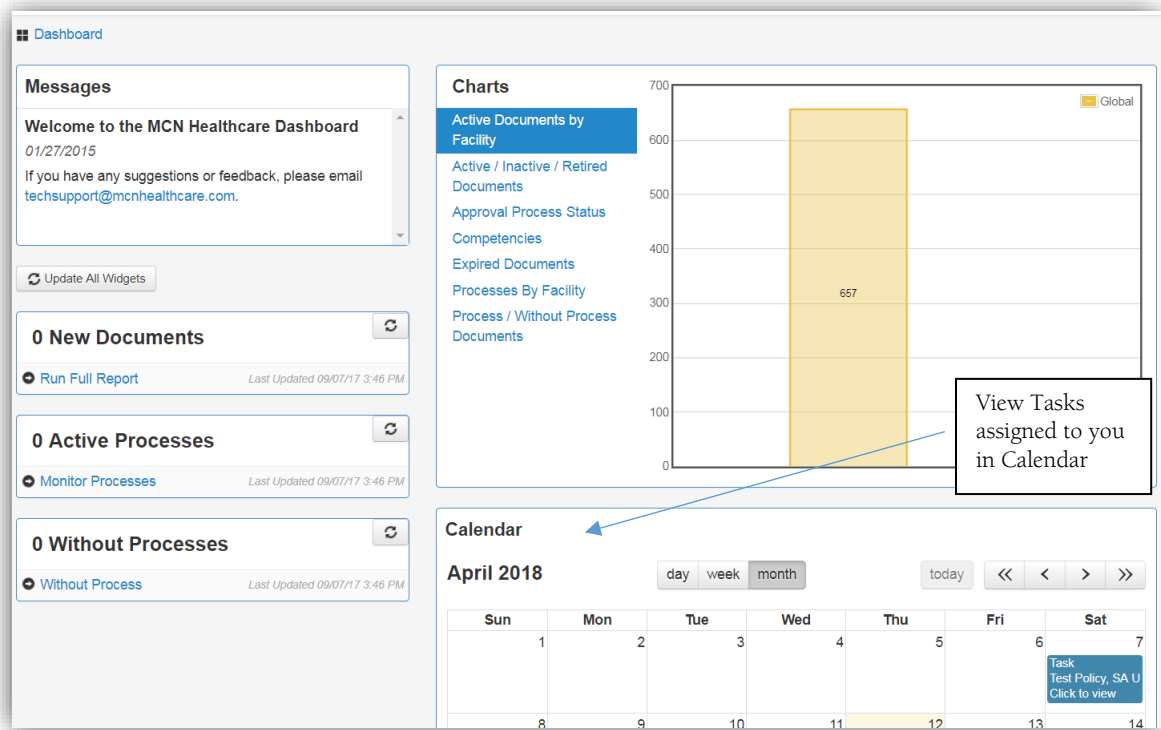 Dashboard
Messages
Welcome to the MCN Healthcare Dashboard
01/27/2015
If you have any suggestions or feedback, please email
techsupport@mcnhealthcare.com.
Update All Widgets
0 New Documents
Run Full Report Last Updated 09/07/17 3:46 PM
0 Active Processes
Monitor Processes Last Updated 09/07/17 3:46 PM
0 Without Processes
Without Process Last Updated 09/07/17 3:46 PM
Charts
Active Documents by
Facility
Active / Inactive / Retired
Documents
Approval Process Status
Competencies
Expired Documents
Processes By Facility
Process / Without Process
Documents
700
600
500
400
300
200
100
0
657
Global
View Tasks
assigned to you
in Calendar
Calendar
April 2018 day week month today
Sun Mon Tue Wed Thu Fri Sat
1 2 3 4 5 6 7
Task
Test Policy, SA U
Click to view
8 9 10 11 12 13 14